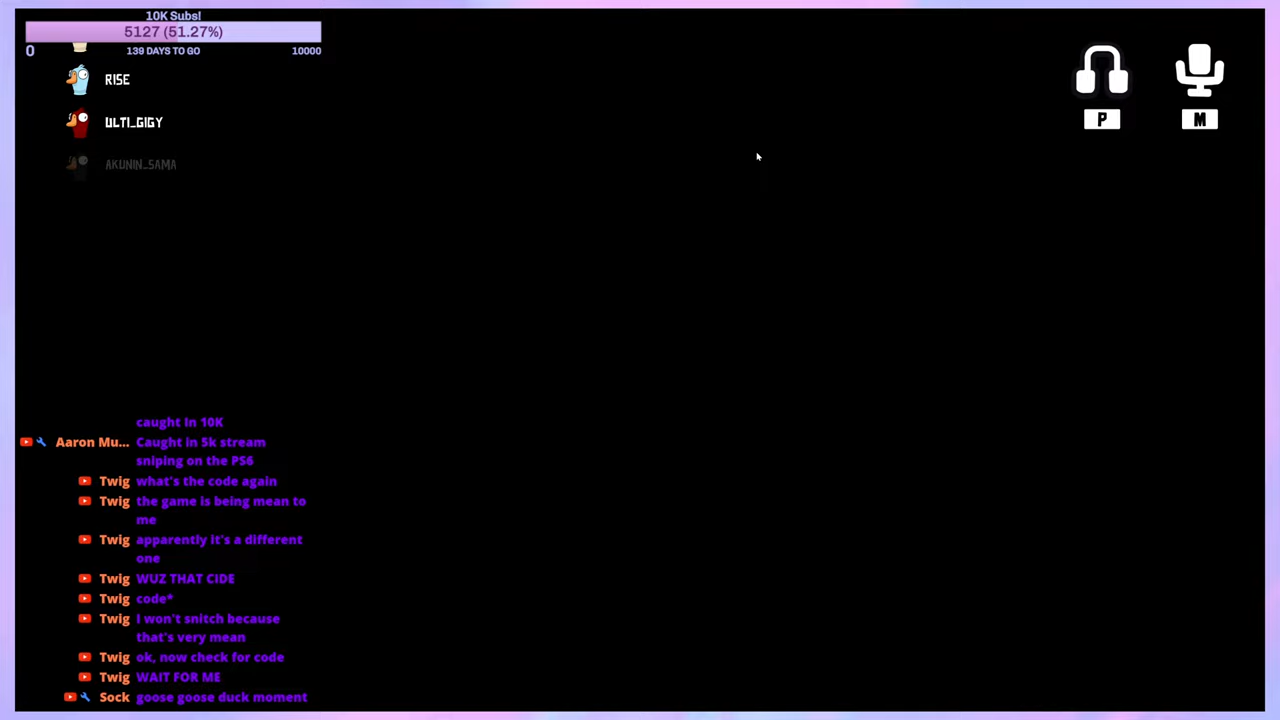 10K Subs!
5127 (51.27%)
0 139 DAYS TO GO 10000
RISE
ULTI_GIGY
AKUNIN_SAMA
P M
caught in 10K
Aaron Mu... Caught in 5k stream
sniping on the PS6
Twig what's the code again
Twig the game is being mean to
me
Twig apparently it's a different
one
Twig WUZ THAT CIDE
Twig code*
Twig I won't snitch because
that's very mean
Twig ok, now check for code
Twig WAIT FOR ME
Sock goose goose duck moment